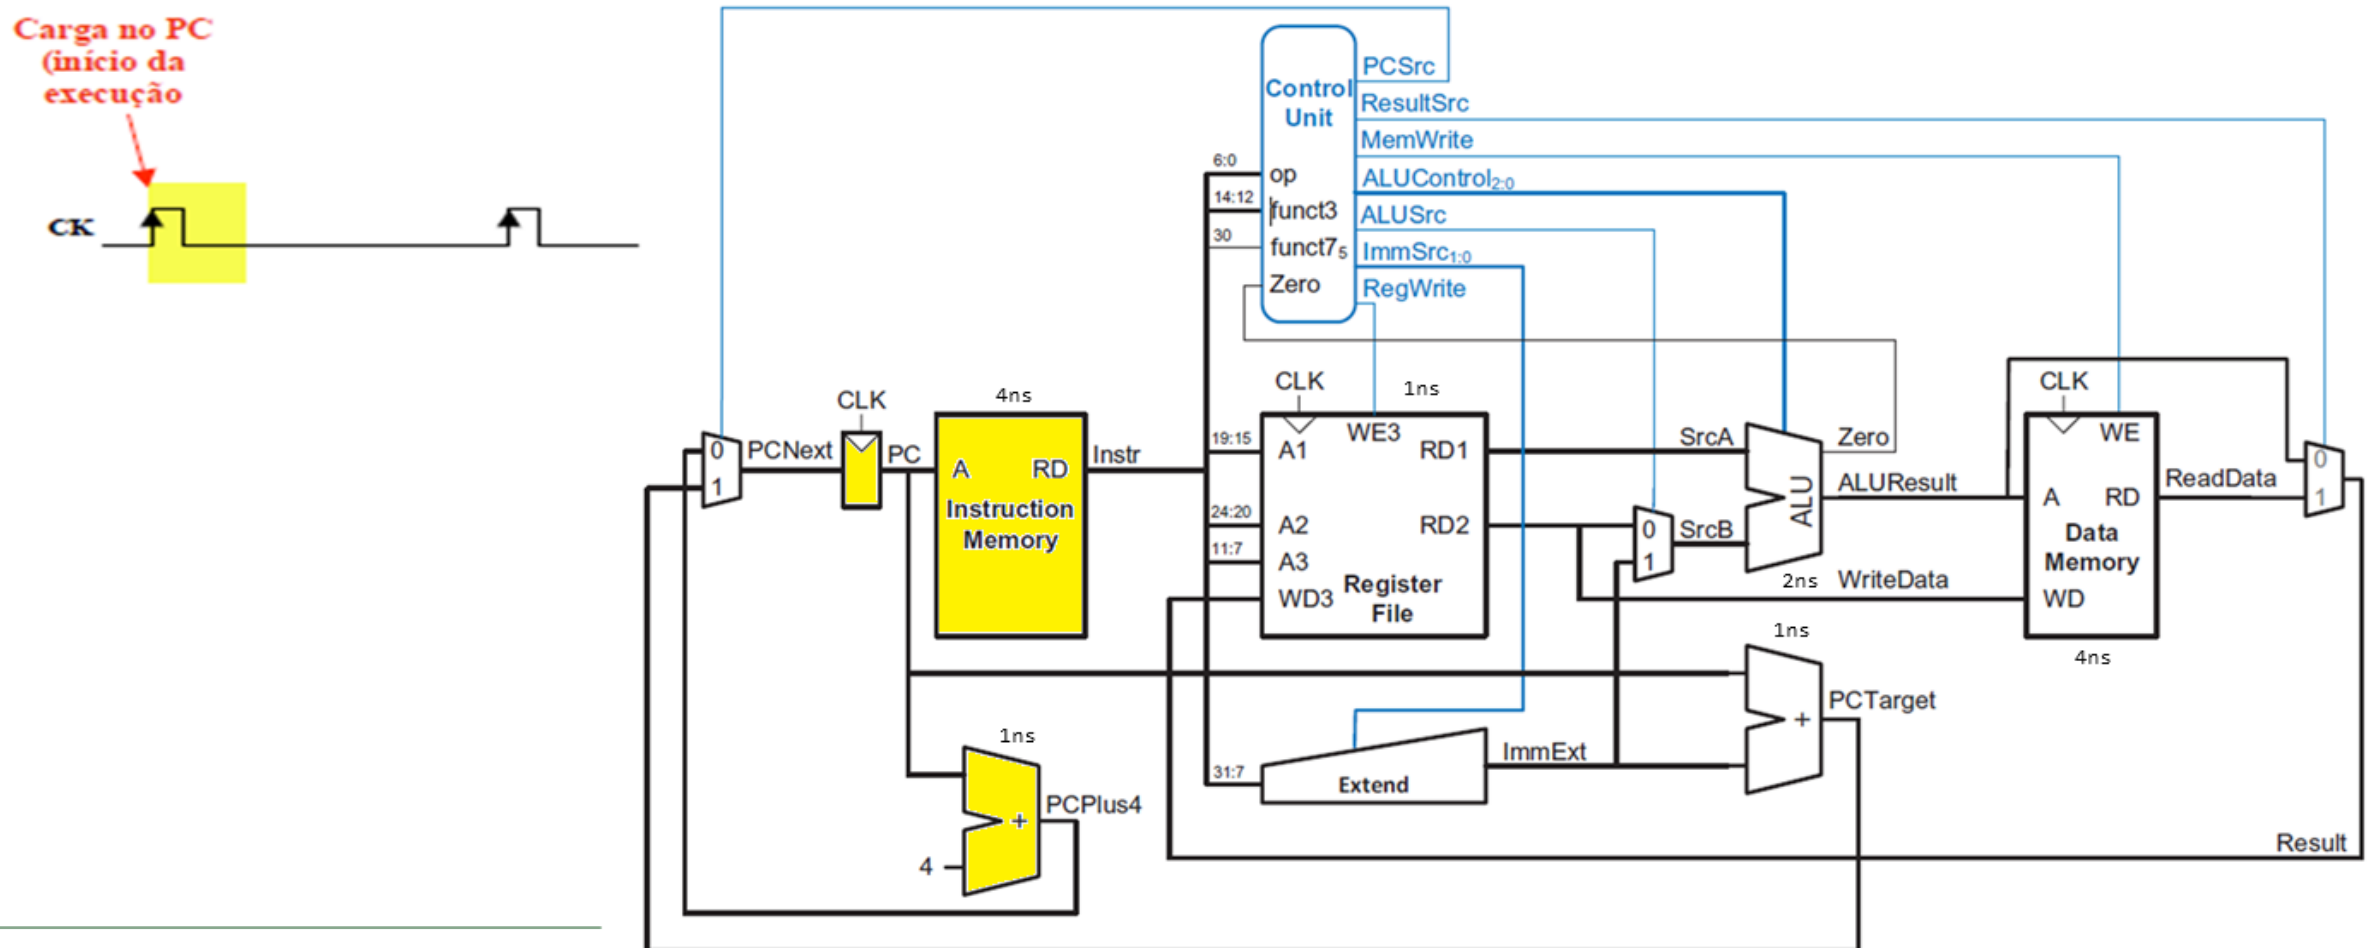 Carga no PC
(início da
execução
CK
Control
Unit
op
funct3
funct7₅
Zero
6:0
14:12
30
PCSrc
ResultSrc
MemWrite
ALUControl₂:₀
ALUSrc
ImmSrc₁:₀
RegWrite
0
1
PCNext
CLK
PC
4ns
A RD
Instruction
Memory
Instr
19:15
24:20
11:7
31:7
CLK
1ns
WE3
A1 RD1
A2 RD2
A3
WD3
Register
File
SrcA
0
1
SrcB
ALU
2ns
Zero
ALUResult
WriteData
CLK
WE
A RD
Data
Memory
WD
4ns
ReadData
0
1
1ns
+
PCTarget
Extend
ImmExt
1ns
+
4
PCPlus4
Result